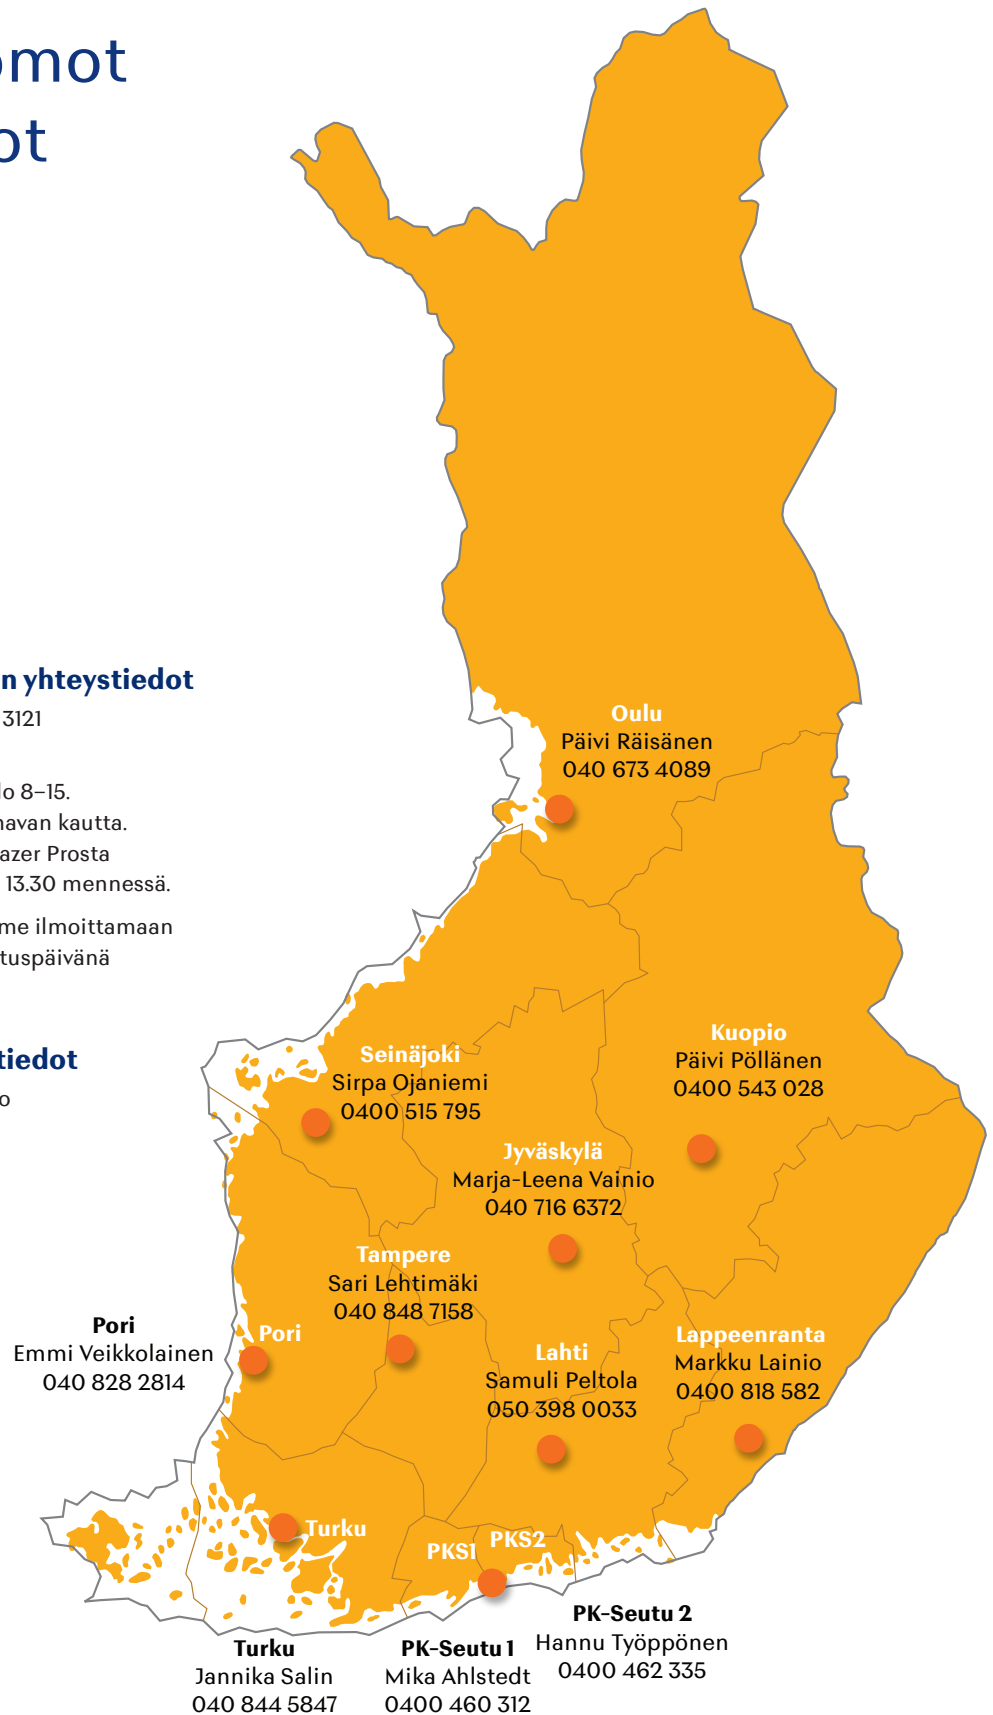 omot
ot
n yhteystiedot
3121
lo 8–15.
navan kautta.
azer Prosta
13.30 mennessä.
me ilmoittamaan
tuspäivänä
tiedot
o
Oulu
Päivi Räisänen
040 673 4089
Kuopio
Päivi Pöllänen
0400 543 028
Seinäjoki
Sirpa Ojaniemi
0400 515 795
Jyväskylä
Marja-Leena Vainio
040 716 6372
Tampere
Sari Lehtimäki
040 848 7158
Pori
Emmi Veikkolainen
040 828 2814
Pori
Lahti
Samuli Peltola
050 398 0033
Lappeenranta
Markku Lainio
0400 818 582
Turku
PKS1
PKS2
Turku
Jannika Salin
040 844 5847
PK-Seutu 1
Mika Ahlstedt
0400 460 312
PK-Seutu 2
Hannu Työppönen
0400 462 335